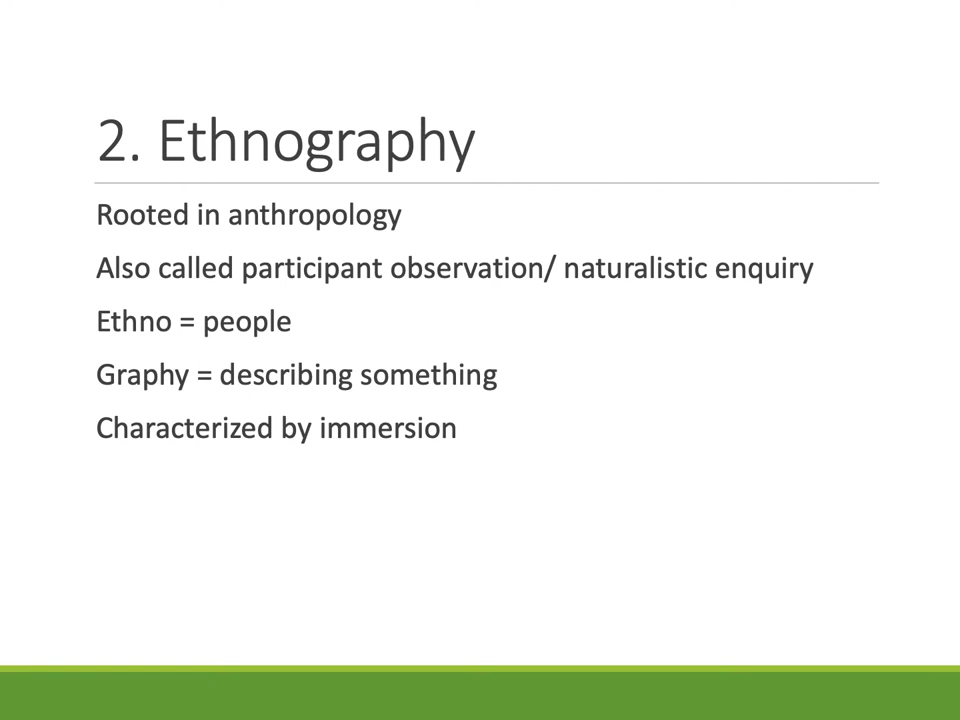 2. Ethnography
Rooted in anthropology
Also called participant observation/ naturalistic enquiry
Ethno = people
Graphy = describing something
Characterized by immersion